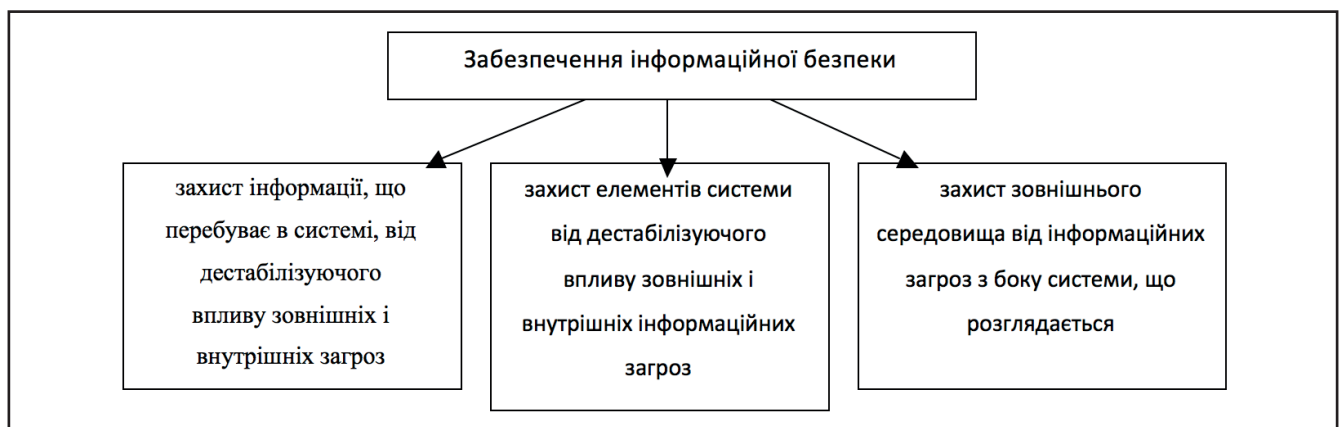 Забезпечення інформаційної безпеки
захист інформації, що
перебуває в системі, від
дестабілізуючого
впливу зовнішніх і
внутрішніх загроз
захист елементів системи
від дестабілізуючого
впливу зовнішніх і
внутрішніх інформаційних
загроз
захист зовнішнього
середовища від інформаційних
загроз з боку системи, що
розглядається